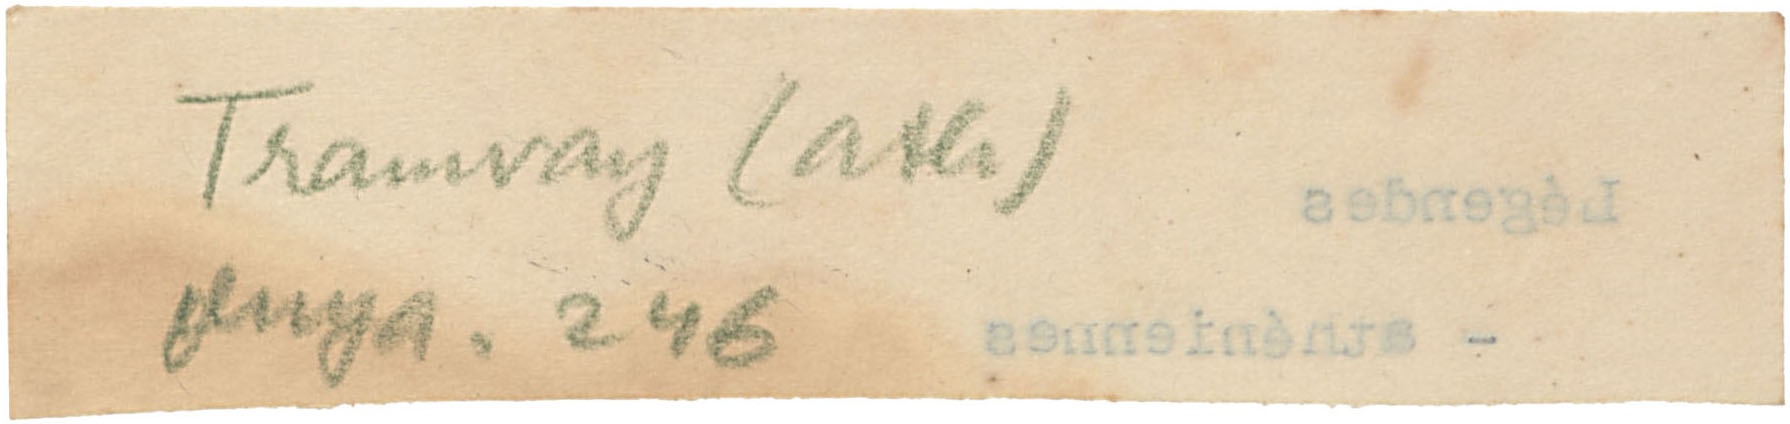 Tramvay (atlı)
246
Légendes
- athéniennes